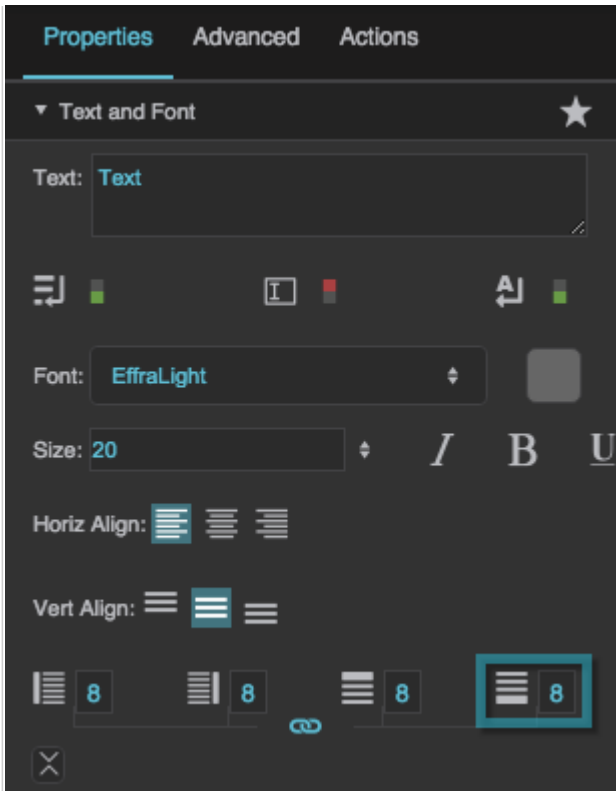 Properties Advanced Actions
Text and Font
Text: Text
Font: EffraLight
Size: 20 I B U
Horiz Align:
Vert Align:
8 8 8 8